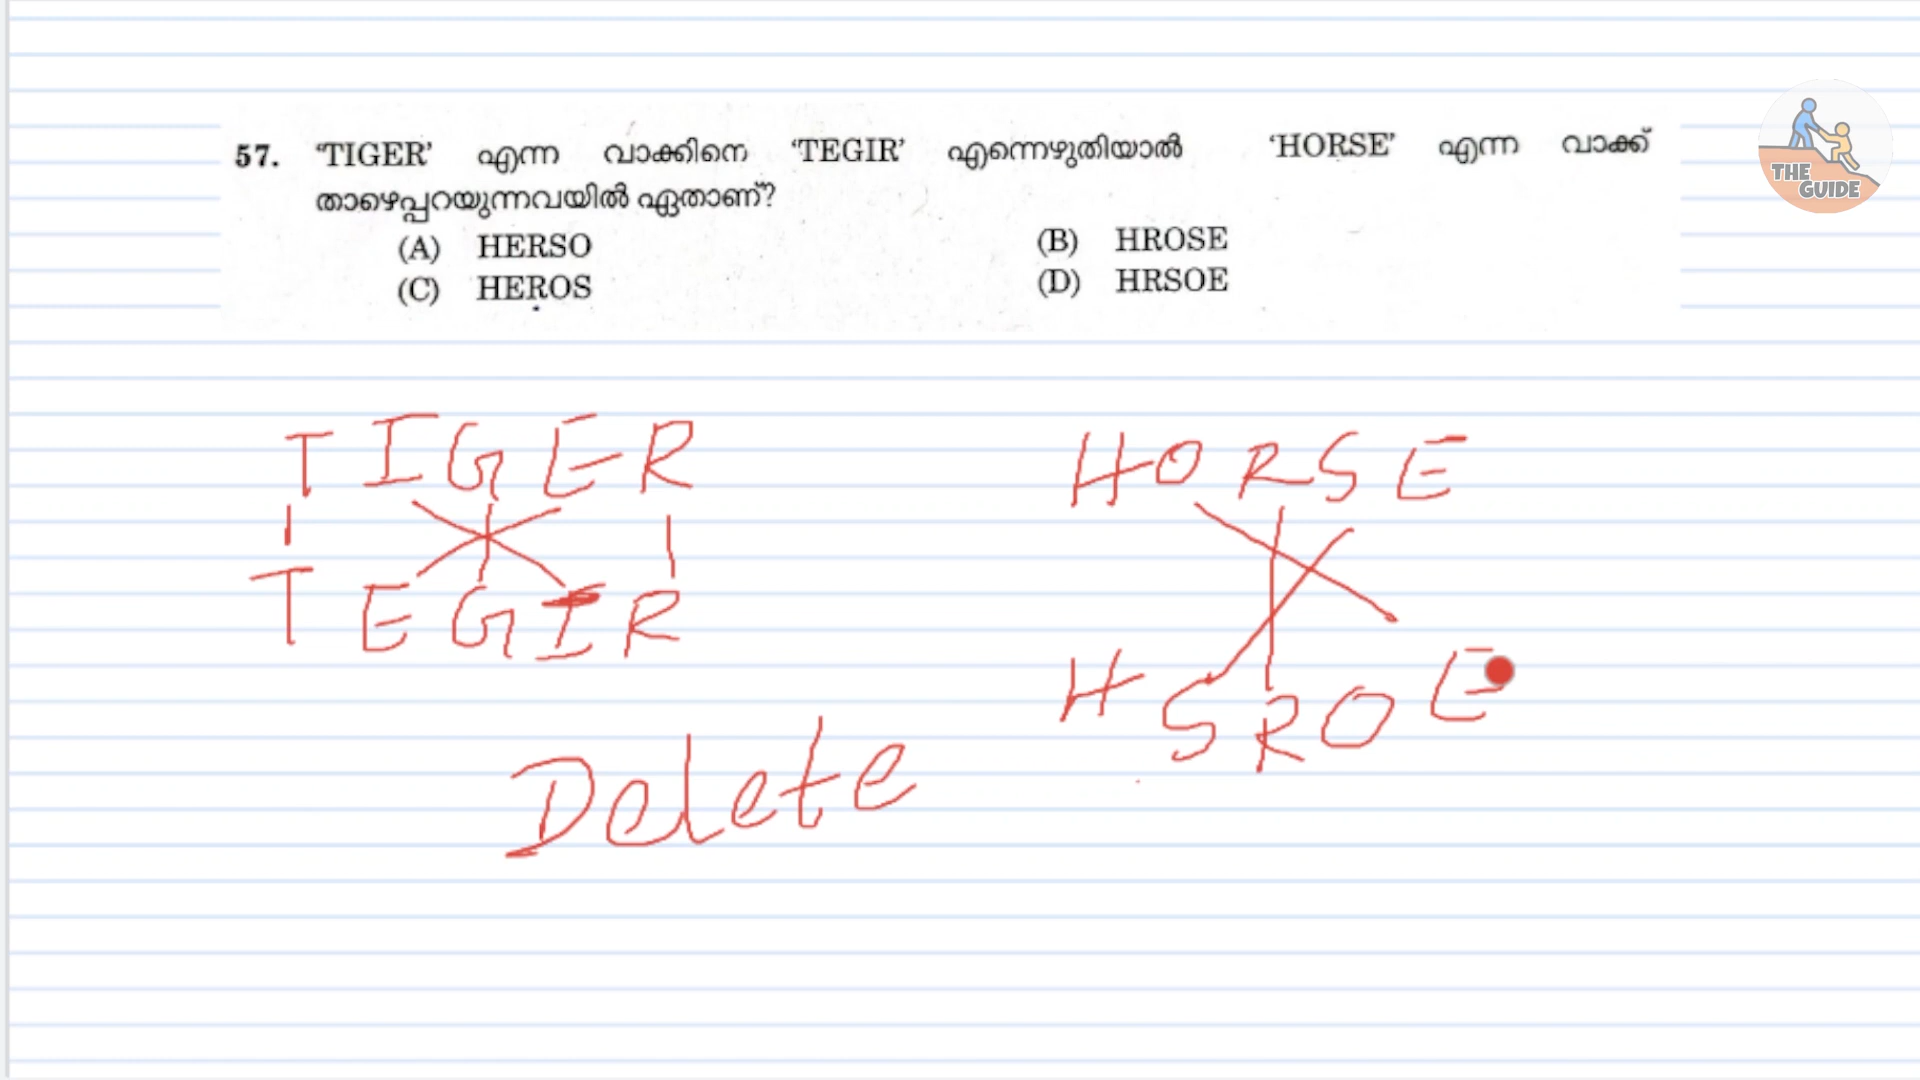 57. 'TIGER' എന്ന വാക്കിനെ 'TEGIR' എന്നെഴുതിയാൽ 'HORSE' എന്ന വാക്ക്
താഴെപ്പറയുന്നവയിൽ ഏതാണ്?
(A) HERSO (B) HROSE
(C) HEROS (D) HRSOE
THE
GUIDE
TIGER HORSE
TEGIR HSROE
Delete